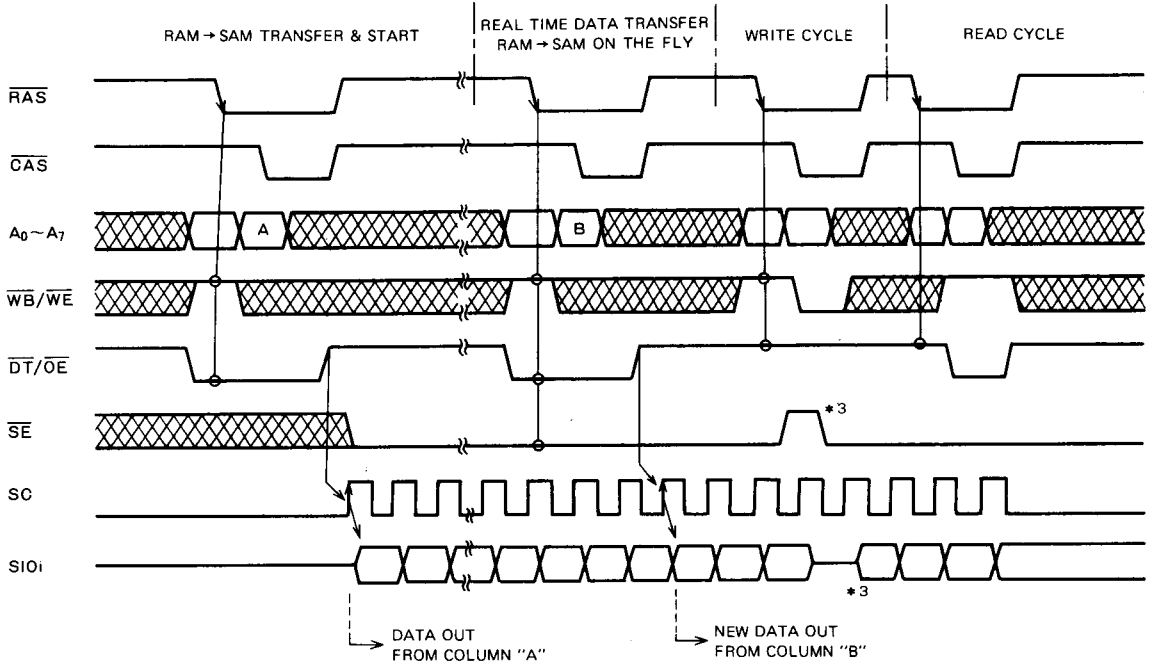 RAM → SAM TRANSFER & START
REAL TIME DATA TRANSFER
RAM → SAM ON THE FLY
WRITE CYCLE
READ CYCLE
RAS
CAS
A0~A7
A
B
WB/WE
DT/OE
SE
*3
SC
SIOi
*3
DATA OUT
FROM COLUMN "A"
NEW DATA OUT
FROM COLUMN "B"